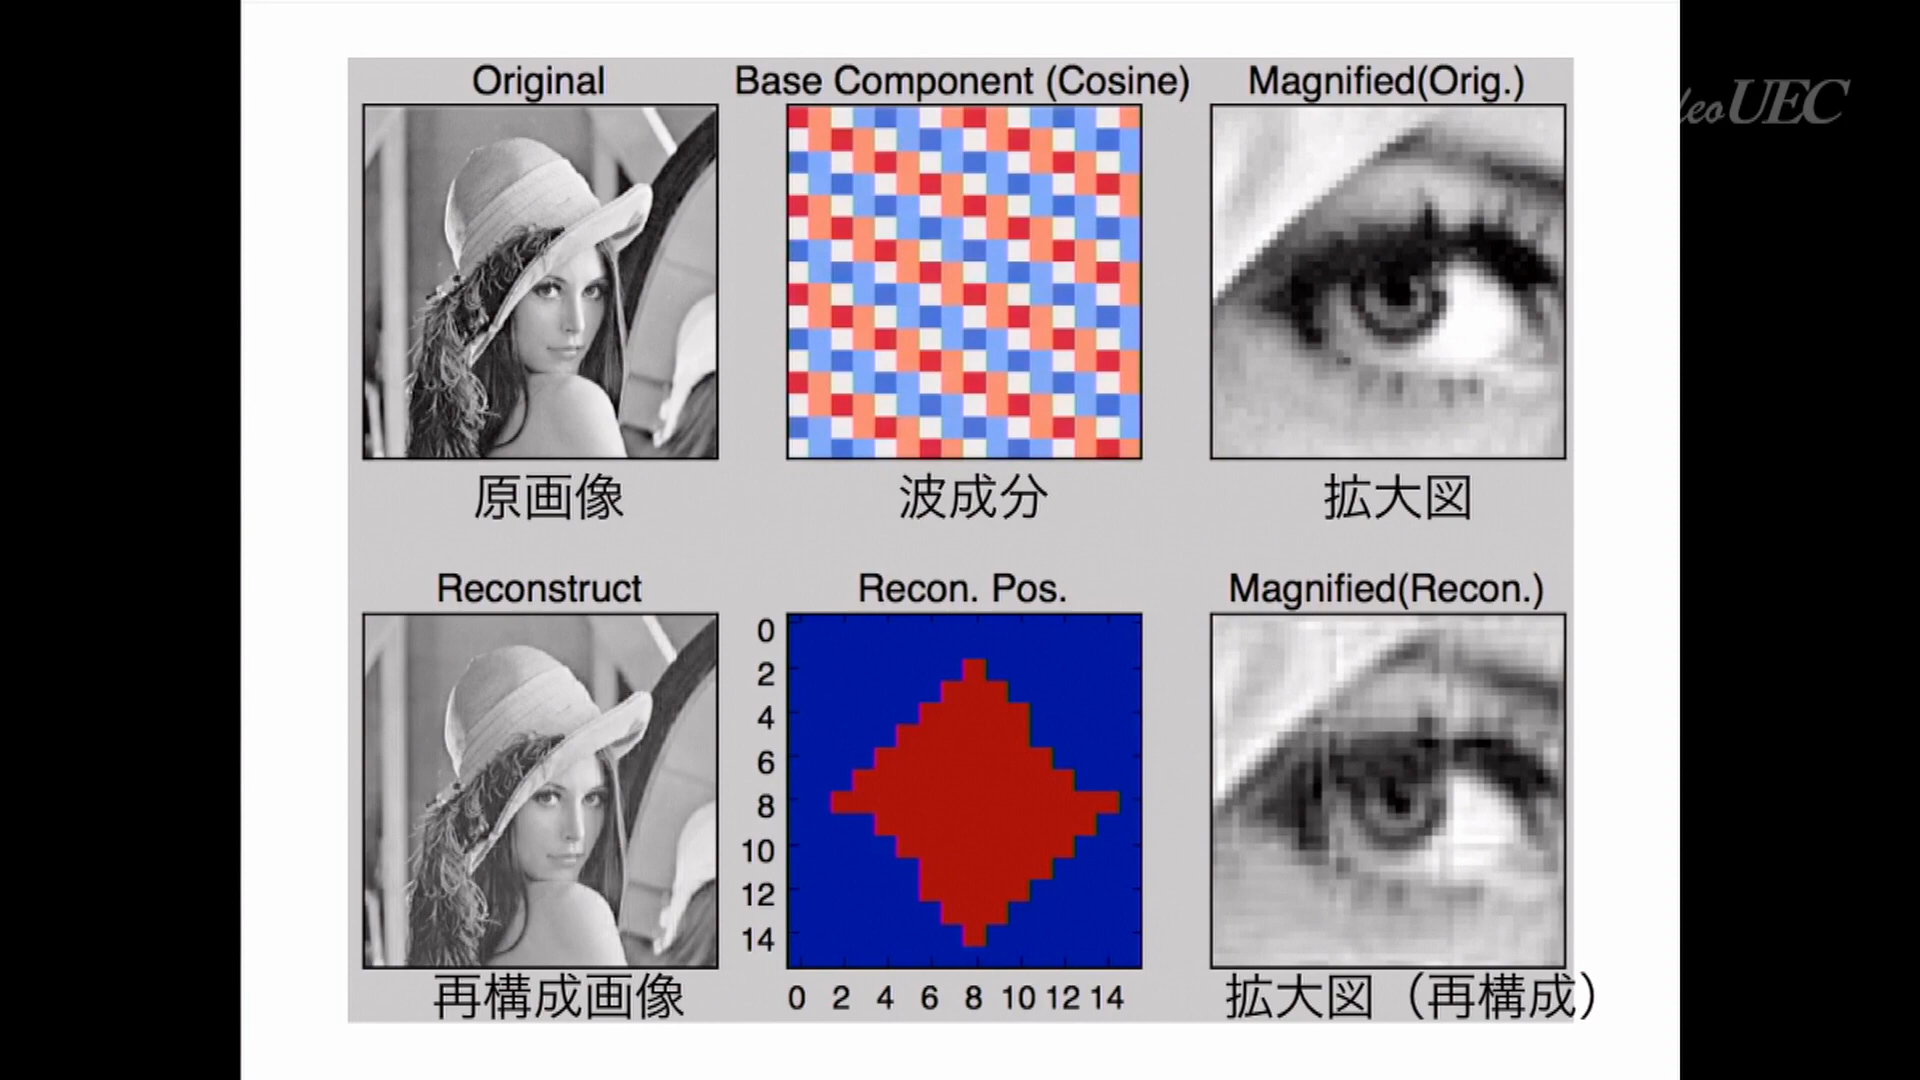 Original
Base Component (Cosine)
Magnified(Orig.)
原画像
波成分
拡大図
Reconstruct
Recon. Pos.
Magnified(Recon.)
0
2
4
6
8
10
12
14
0 2 4 6 8 10 12 14
再構成画像
拡大図（再構成）
deo UEC